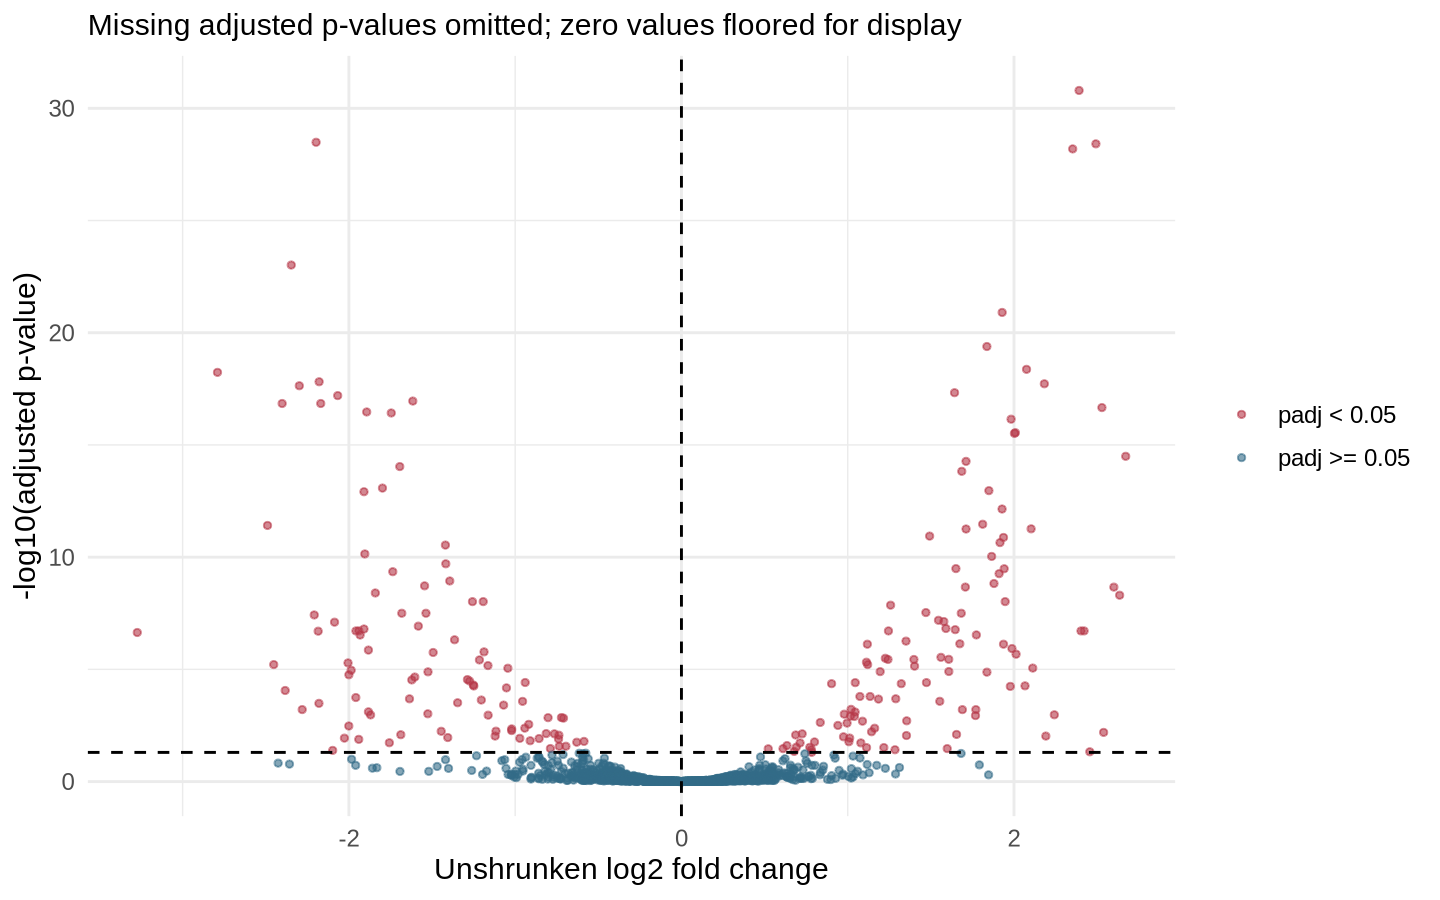 Missing adjusted p-values omitted; zero values floored for display
-log10(adjusted p-value)
30
20
10
0
-2
0
2
Unshrunken log2 fold change
padj < 0.05
padj >= 0.05